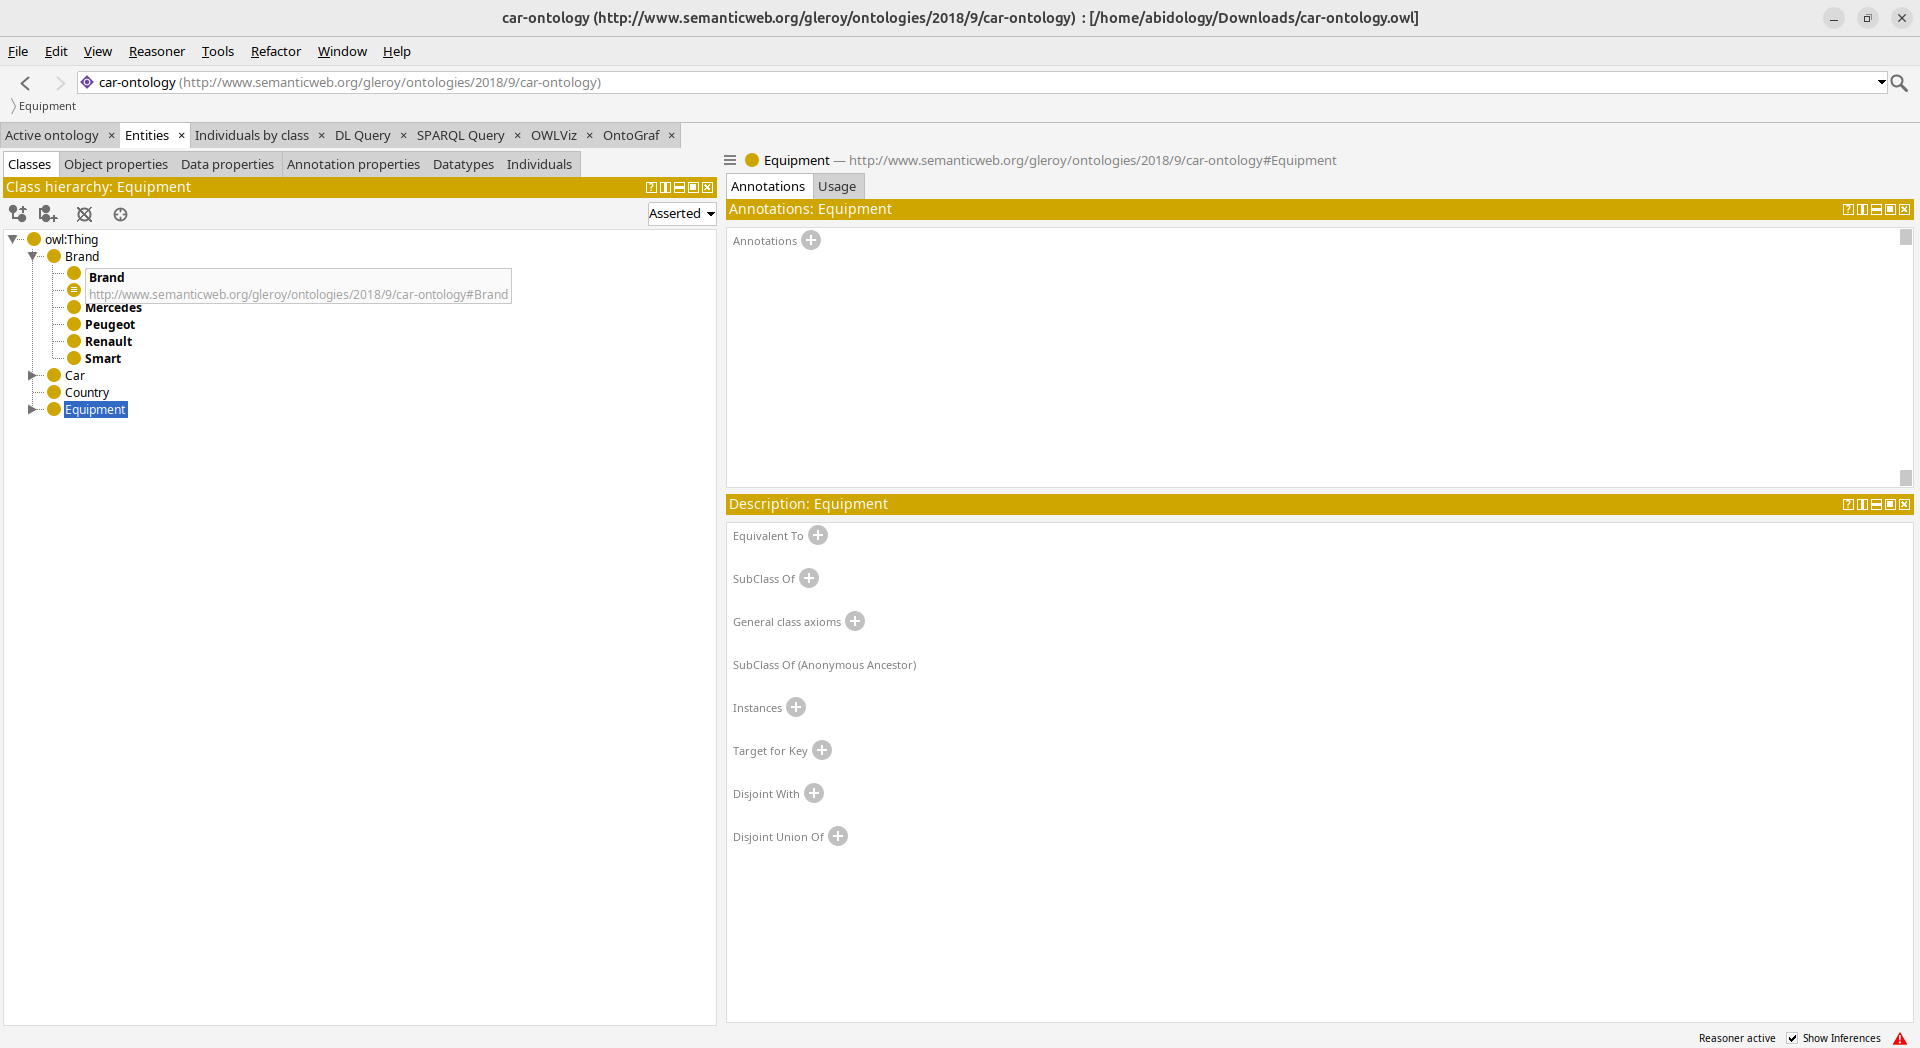 car-ontology (http://www.semanticweb.org/gleroy/ontologies/2018/9/car-ontology) : [/home/abidology/Downloads/car-ontology.owl]
File Edit View Reasoner Tools Refactor Window Help
car-ontology (http://www.semanticweb.org/gleroy/ontologies/2018/9/car-ontology)
Equipment
Active ontology × Entities × Individuals by class × DL Query × SPARQL Query × OWLViz × OntoGraf ×
Classes Object properties Data properties Annotation properties Datatypes Individuals
Class hierarchy: Equipment
Asserted
owl:Thing
Brand
Brand
http://www.semanticweb.org/gleroy/ontologies/2018/9/car-ontology#Brand
Mercedes
Peugeot
Renault
Smart
Car
Country
Equipment
Equipment — http://www.semanticweb.org/gleroy/ontologies/2018/9/car-ontology#Equipment
Annotations Usage
Annotations: Equipment
Annotations
Description: Equipment
Equivalent To
SubClass Of
General class axioms
SubClass Of (Anonymous Ancestor)
Instances
Target for Key
Disjoint With
Disjoint Union Of
Reasoner active Show Inferences